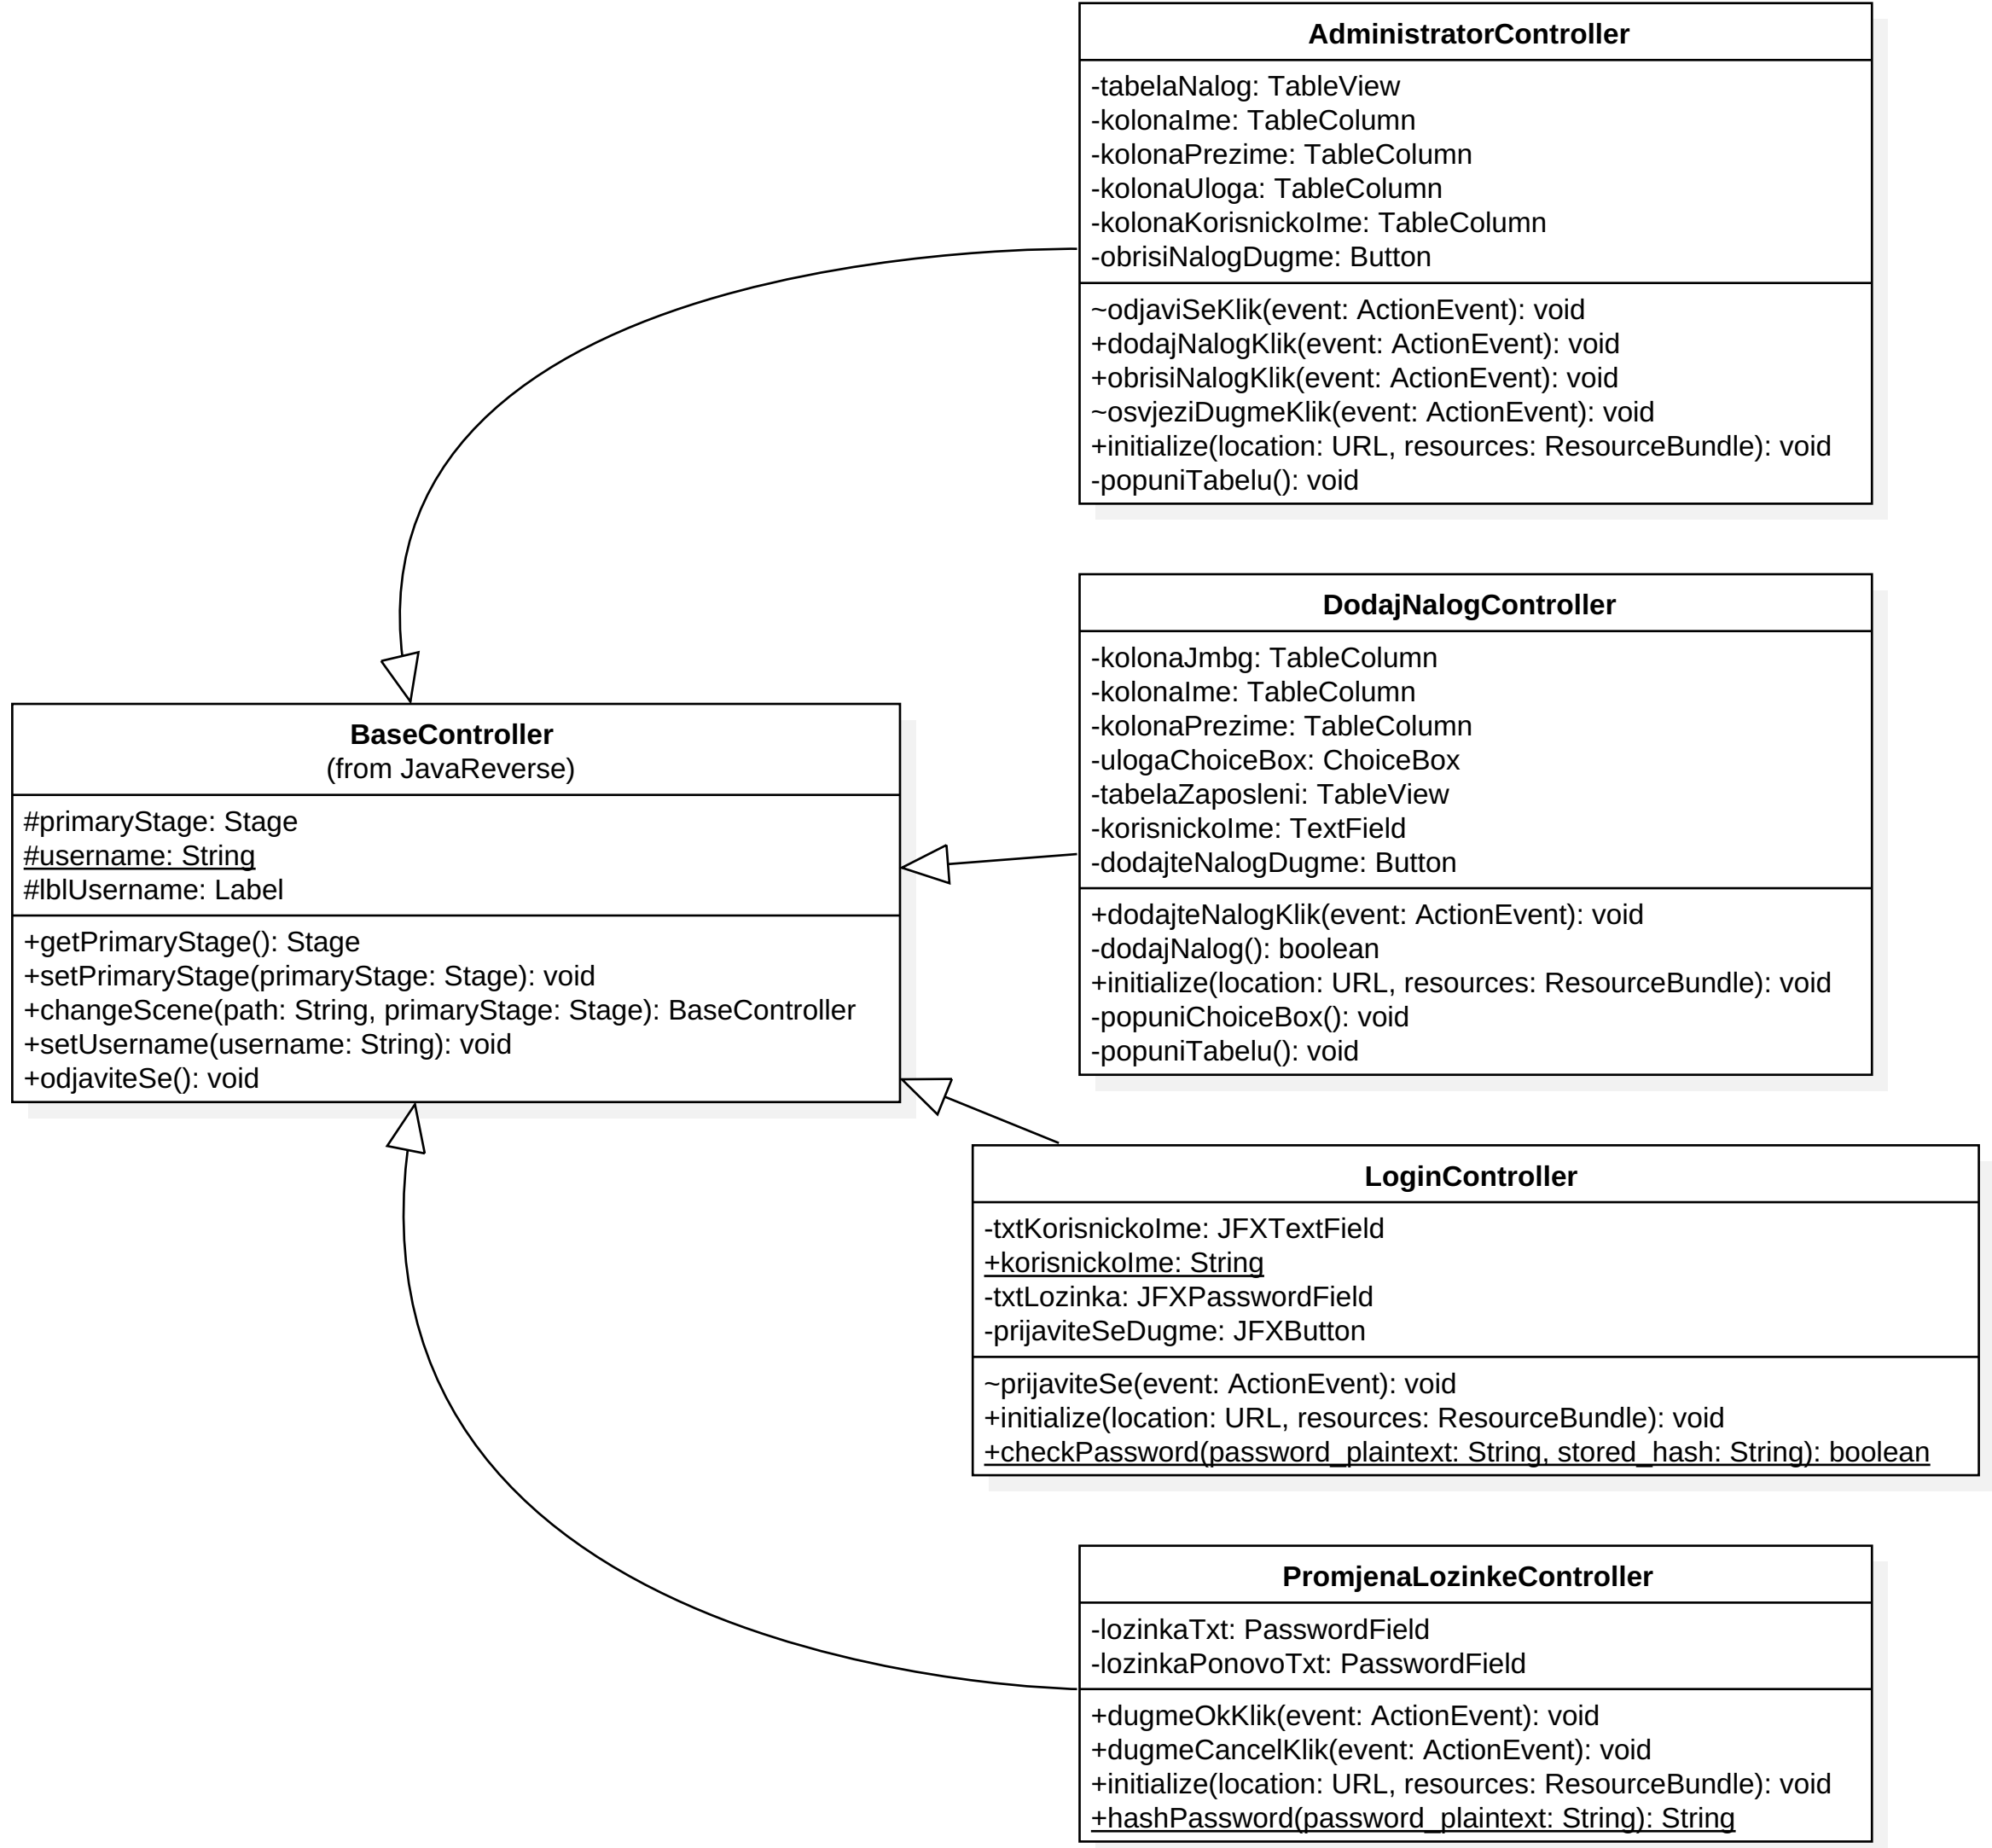 AdministratorController
-tabelaNalog: TableView
-kolonaIme: TableColumn
-kolonaPrezime: TableColumn
-kolonaUloga: TableColumn
-kolonaKorisnickoIme: TableColumn
-obrisiNalogDugme: Button
~odjaviSeKlik(event: ActionEvent): void
+dodajNalogKlik(event: ActionEvent): void
+obrisiNalogKlik(event: ActionEvent): void
~osvjeziDugmeKlik(event: ActionEvent): void
+initialize(location: URL, resources: ResourceBundle): void
-popuniTabelu(): void
DodajNalogController
-kolonaJmbg: TableColumn
-kolonaIme: TableColumn
-kolonaPrezime: TableColumn
-ulogaChoiceBox: ChoiceBox
-tabelaZaposleni: TableView
-korisnickoIme: TextField
-dodajteNalogDugme: Button
+dodajteNalogKlik(event: ActionEvent): void
-dodajNalog(): boolean
+initialize(location: URL, resources: ResourceBundle): void
-popuniChoiceBox(): void
-popuniTabelu(): void
BaseController
(from JavaReverse)
#primaryStage: Stage
#username: String
#lblUsername: Label
+getPrimaryStage(): Stage
+setPrimaryStage(primaryStage: Stage): void
+changeScene(path: String, primaryStage: Stage): BaseController
+setUsername(username: String): void
+odjaviteSe(): void
LoginController
-txtKorisnickoIme: JFXTextField
+korisnickoIme: String
-txtLozinka: JFXPasswordField
-prijaviteSeDugme: JFXButton
~prijaviteSe(event: ActionEvent): void
+initialize(location: URL, resources: ResourceBundle): void
+checkPassword(password_plaintext: String, stored_hash: String): boolean
PromjenaLozinkeController
-lozinkaTxt: PasswordField
-lozinkaPonovoTxt: PasswordField
+dugmeOkKlik(event: ActionEvent): void
+dugmeCancelKlik(event: ActionEvent): void
+initialize(location: URL, resources: ResourceBundle): void
+hashPassword(password_plaintext: String): String